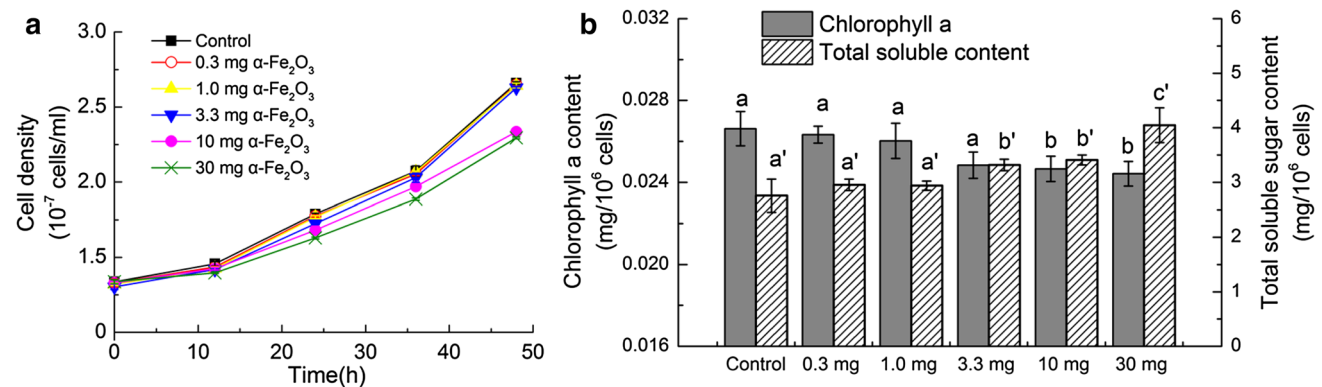 a
3.0
2.5
2.0
1.5
0
0
10
20
30
40
50
Time(h)
Cell density
(10⁻⁷ cells/ml)
Control
0.3 mg α-Fe₂O₃
1.0 mg α-Fe₂O₃
3.3 mg α-Fe₂O₃
10 mg α-Fe₂O₃
30 mg α-Fe₂O₃
b
0.032
0.028
0.024
0.020
0.016
Chlorophyll a content
(mg/10⁶ cells)
Chlorophyll a
Total soluble content
a a'
a a'
a a'
a b'
b b'
b c'
Control
0.3 mg
1.0 mg
3.3 mg
10 mg
30 mg
6
5
4
3
2
1
0
Total soluble sugar content
(mg/10⁶ cells)